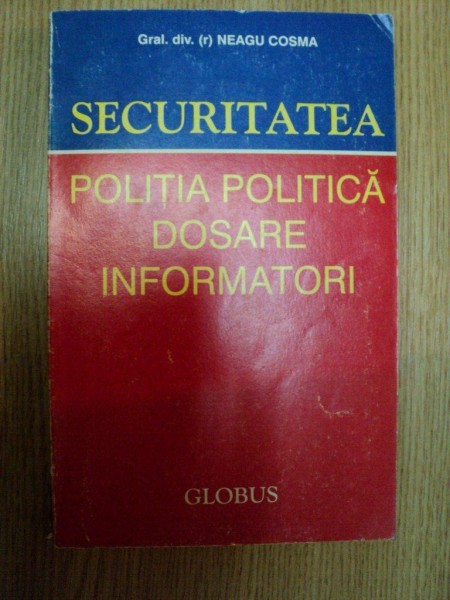 Gral. div. (r) NEAGU COSMA
SECURITATEA
POLIȚIA POLITICĂ
DOSARE
INFORMATORI
GLOBUS